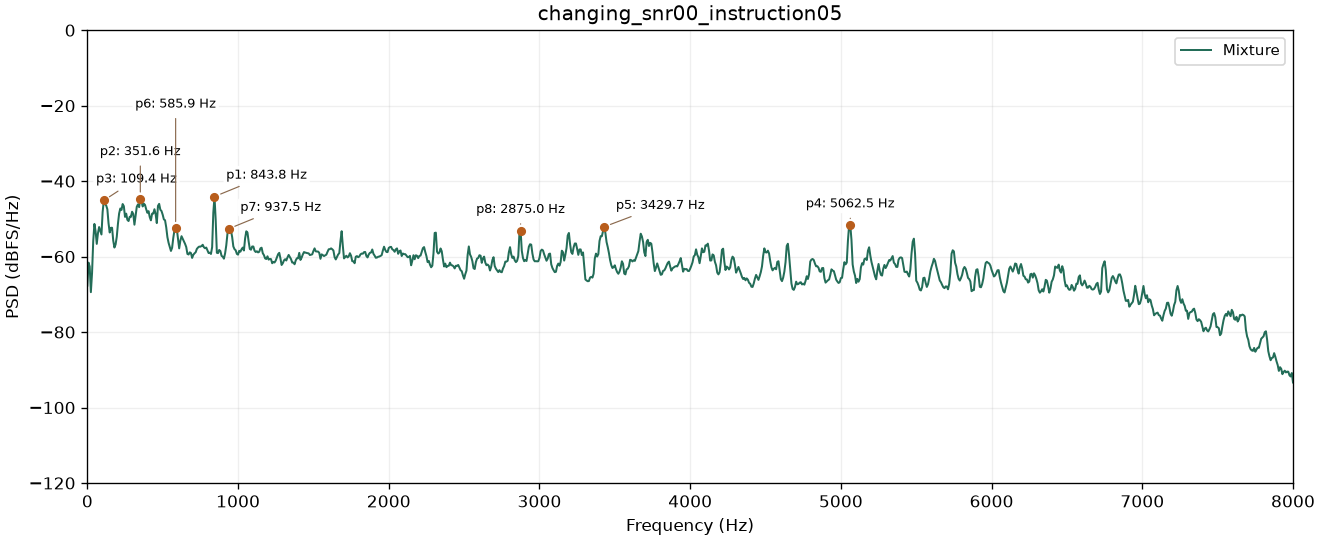 changing_snr00_instruction05
Mixture
p6: 585.9 Hz
p2: 351.6 Hz
p3: 109.4 Hz
p1: 843.8 Hz
p7: 937.5 Hz
p8: 2875.0 Hz
p5: 3429.7 Hz
p4: 5062.5 Hz
0
−20
−40
−60
−80
−100
−120
PSD (dBFS/Hz)
0 1000 2000 3000 4000 5000 6000 7000 8000
Frequency (Hz)